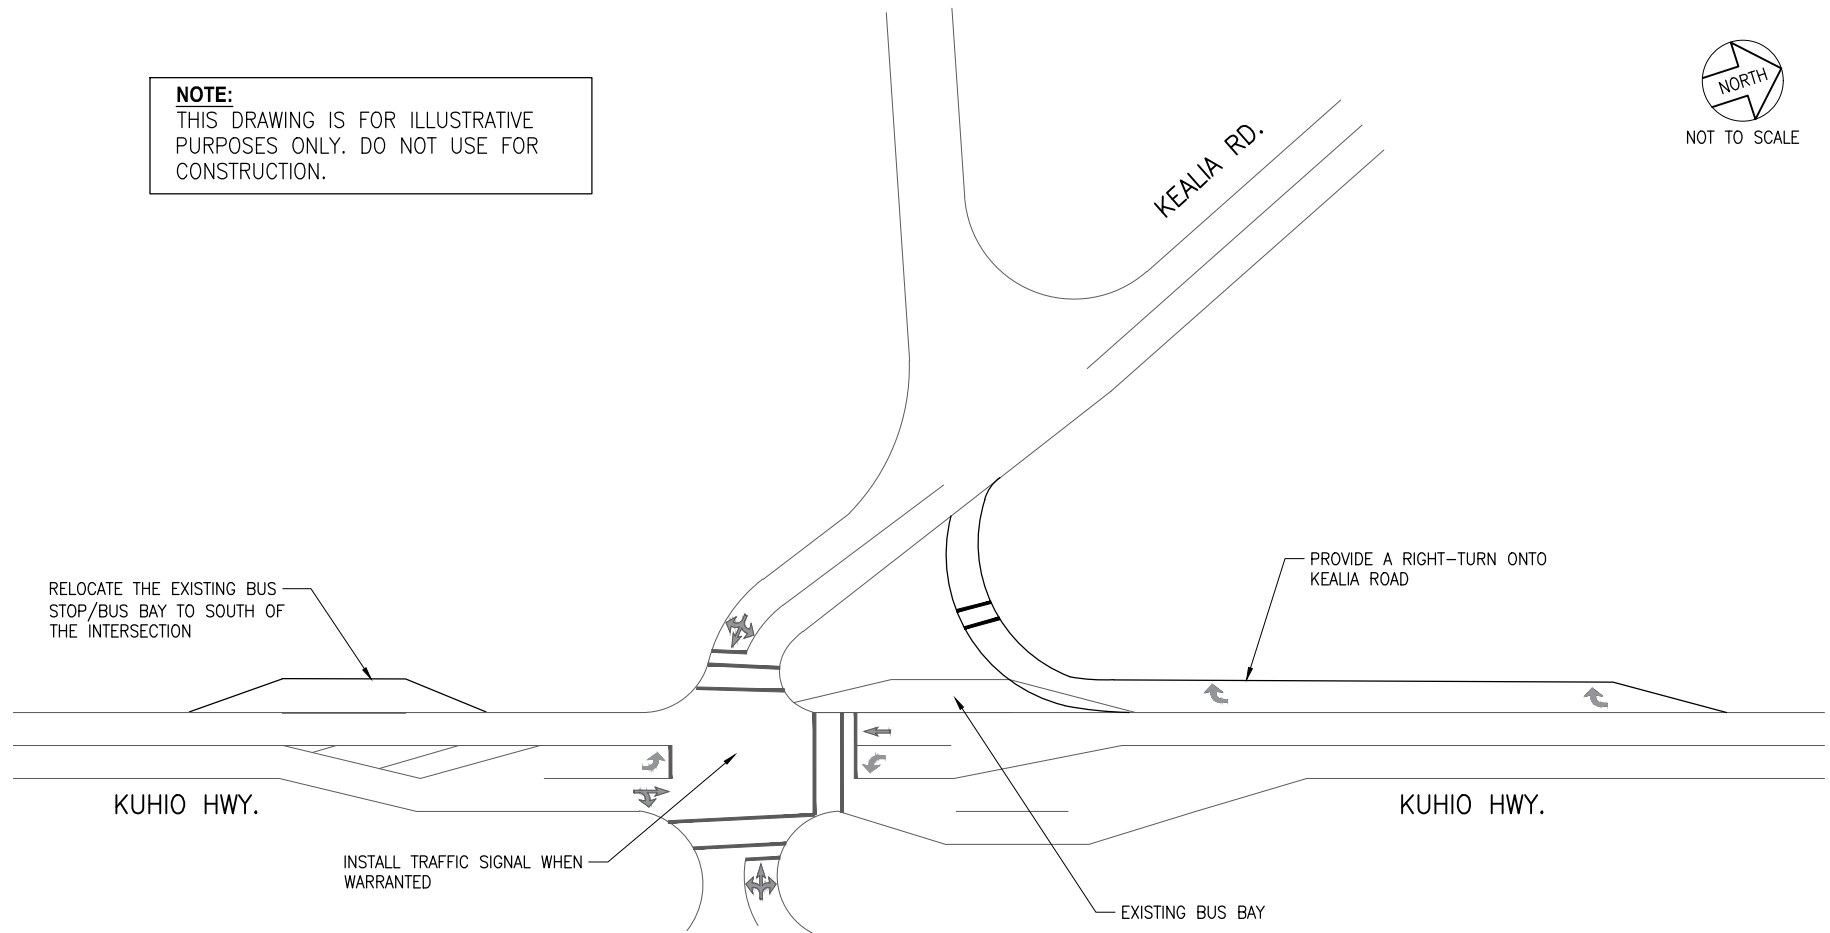 NOTE:
THIS DRAWING IS FOR ILLUSTRATIVE
PURPOSES ONLY. DO NOT USE FOR
CONSTRUCTION.
NORTH
NOT TO SCALE
KEALIA RD.
RELOCATE THE EXISTING BUS
STOP/BUS BAY TO SOUTH OF
THE INTERSECTION
PROVIDE A RIGHT-TURN ONTO
KEALIA ROAD
KUHIO HWY.
KUHIO HWY.
INSTALL TRAFFIC SIGNAL WHEN
WARRANTED
EXISTING BUS BAY